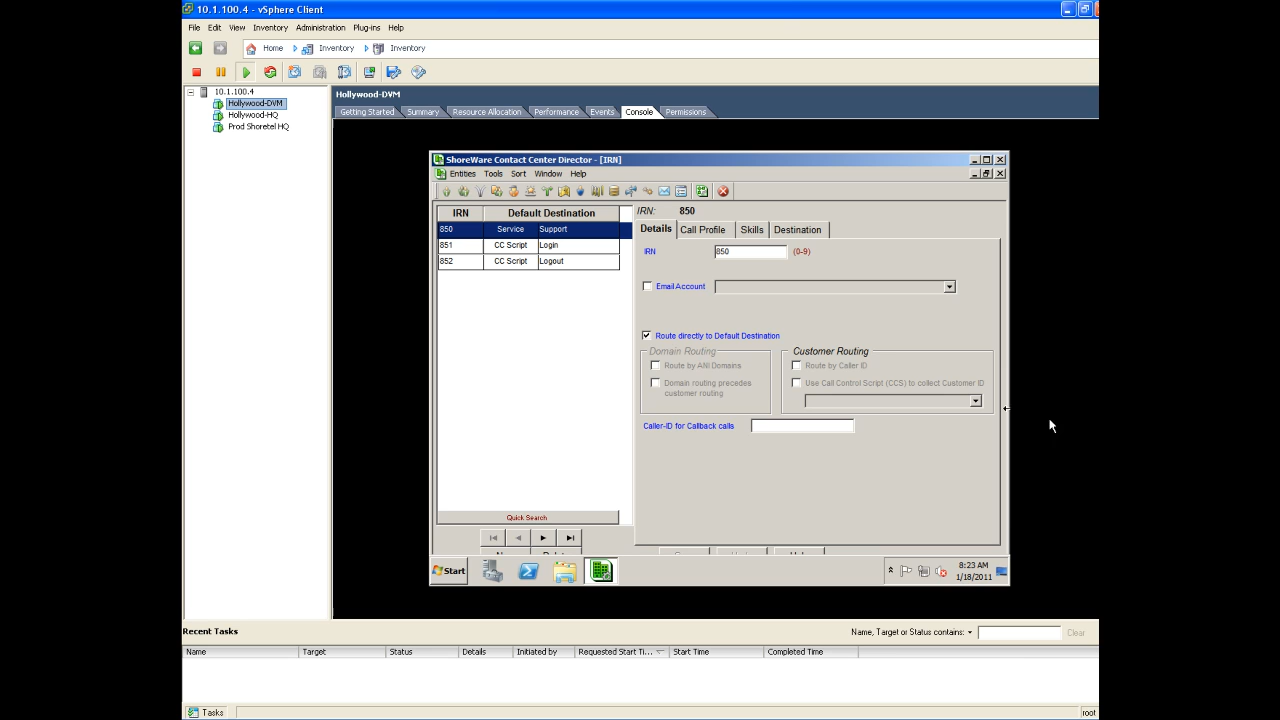 10.1.100.4 - vSphere Client
File Edit View Inventory Administration Plug-ins Help
Home Inventory Inventory
10.1.100.4
Hollywood-DVM
Hollywood-HQ
Prod Shoretel HQ
Hollywood-DVM
Getting Started Summary Resource Allocation Performance Events Console Permissions
ShoreWare Contact Center Director - [IRN]
Entities Tools Sort Window Help
IRN Default Destination
850 Service Support
851 CC Script Login
852 CC Script Logout
Quick Search
IRN: 850
Details Call Profile Skills Destination
IRN 850 (0-9)
Email Account
Route directly to Default Destination
Domain Routing
Route by ANI Domains
Domain routing precedes
customer routing
Customer Routing
Route by Caller ID
Use Call Control Script (CCS) to collect Customer ID
Caller-ID for Callback calls
Start
8:23 AM
1/18/2011
Recent Tasks
Name, Target or Status contains: Clear
Name Target Status Details Initiated by Requested Start Ti... Start Time Completed Time
Tasks
root